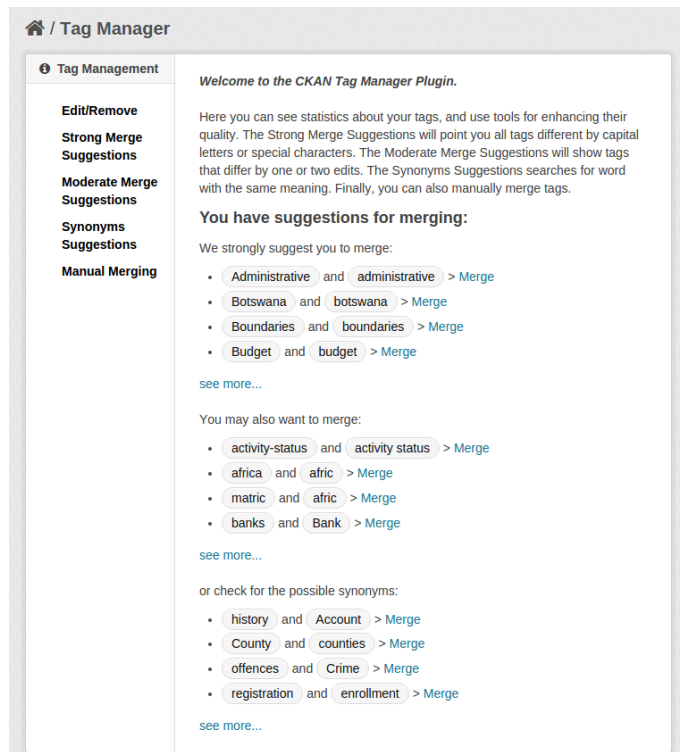 / Tag Manager
Tag Management
Edit/Remove
Strong Merge
Suggestions
Moderate Merge
Suggestions
Synonyms
Suggestions
Manual Merging
Welcome to the CKAN Tag Manager Plugin.
Here you can see statistics about your tags, and use tools for enhancing their
quality. The Strong Merge Suggestions will point you all tags different by capital
letters or special characters. The Moderate Merge Suggestions will show tags
that differ by one or two edits. The Synonyms Suggestions searches for word
with the same meaning. Finally, you can also manually merge tags.
You have suggestions for merging:
We strongly suggest you to merge:
• Administrative and administrative > Merge
• Botswana and botswana > Merge
• Boundaries and boundaries > Merge
• Budget and budget > Merge
see more...
You may also want to merge:
• activity-status and activity status > Merge
• africa and afric > Merge
• matric and afric > Merge
• banks and Bank > Merge
see more...
or check for the possible synonyms:
• history and Account > Merge
• County and counties > Merge
• offences and Crime > Merge
• registration and enrollment > Merge
see more...